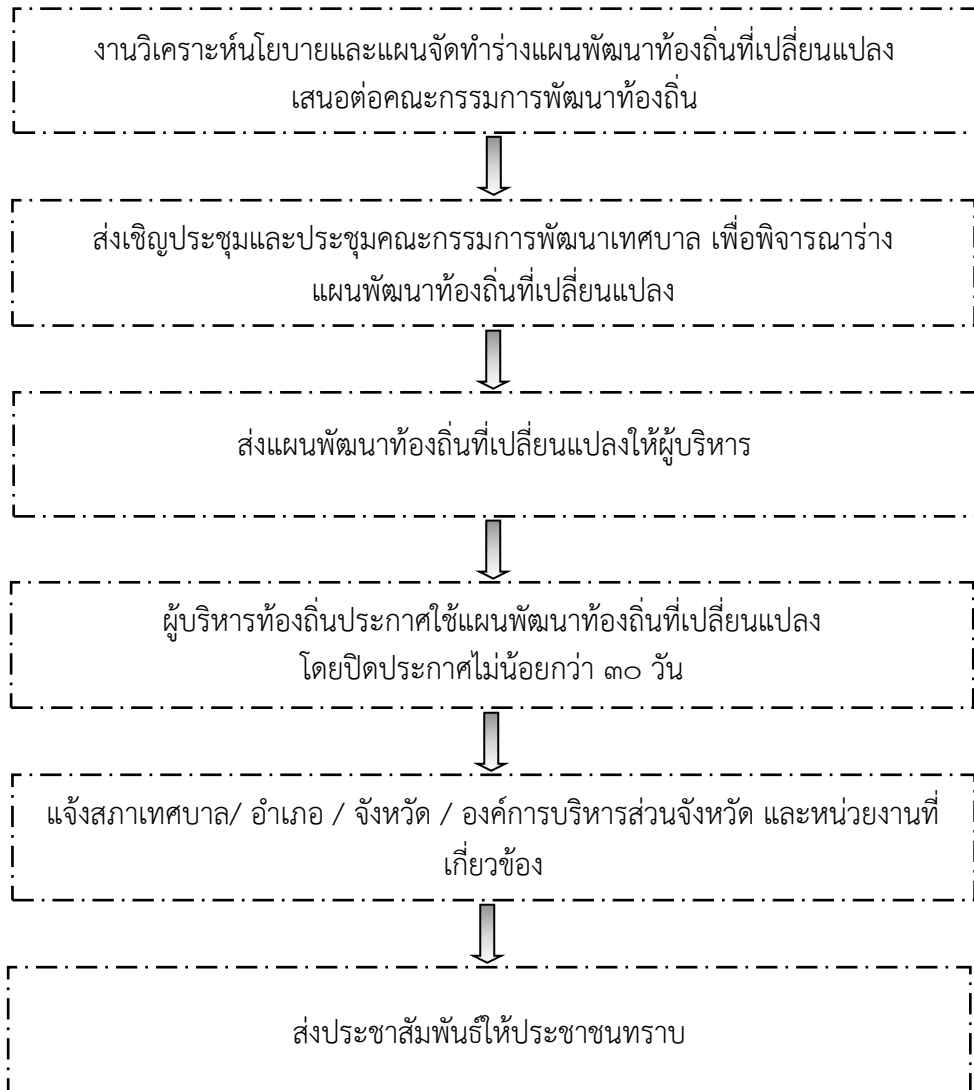 งานวิเคราะห์นโยบายและแผนจัดทำร่างแผนพัฒนาท้องถิ่นที่เปลี่ยนแปลง
เสนอต่อคณะกรรมการพัฒนาท้องถิ่น
ส่งเชิญประชุมและประชุมคณะกรรมการพัฒนาเทศบาล เพื่อพิจารณาร่าง
แผนพัฒนาท้องถิ่นที่เปลี่ยนแปลง
ส่งแผนพัฒนาท้องถิ่นที่เปลี่ยนแปลงให้ผู้บริหาร
ผู้บริหารท้องถิ่นประกาศใช้แผนพัฒนาท้องถิ่นที่เปลี่ยนแปลง
โดยปิดประกาศไม่น้อยกว่า ๓๐ วัน
แจ้งสภาเทศบาล/ อำเภอ / จังหวัด / องค์การบริหารส่วนจังหวัด และหน่วยงานที่
เกี่ยวข้อง
ส่งประชาสัมพันธ์ให้ประชาชนทราบ